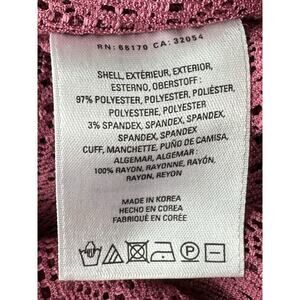 RN: 66170 CA: 32054
SHELL, EXTÉRIEUR, EXTERIOR,
ESTERNO, OBERSTOFF:
97% POLYESTER, POLYESTER, POLIÉSTER,
POLYESTERE, POLYESTER
3% SPANDEX, SPANDEX, SPANDEX,
SPANDEX, SPANDEX
CUFF, MANCHETTE, PUÑO DE CAMISA,
ALGEMAR, ALGEMAR :
100% RAYON, RAYONNE, RAYÓN,
RAYON, REYON
MADE IN KOREA
HECHO EN COREA
FABRIQUÉ EN CORÉE
P